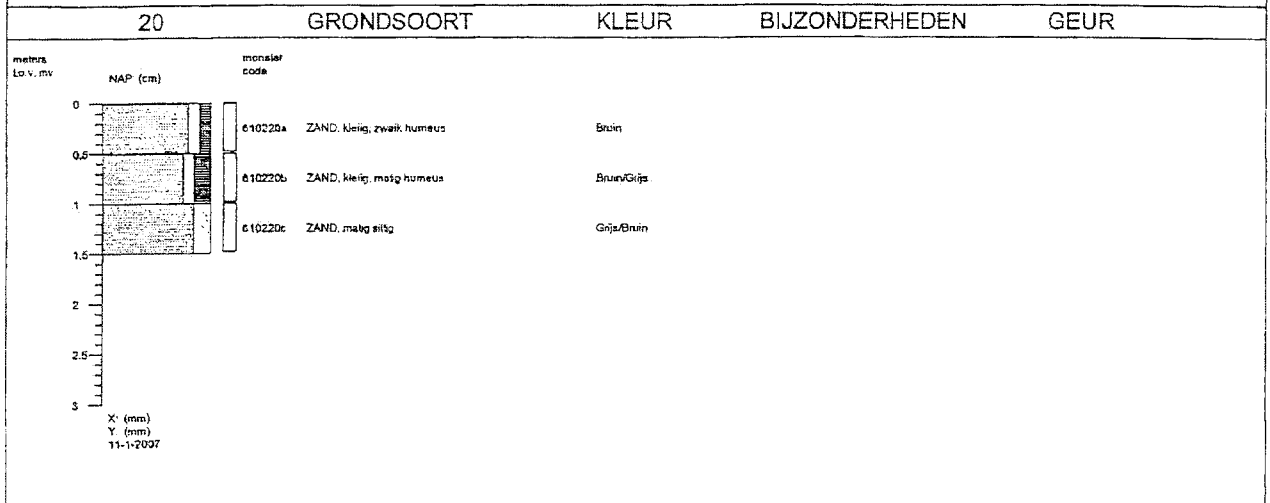 20 GRONDSOORT KLEUR BIJZONDERHEDEN GEUR
meters
t.o.v. mv
NAP: (cm)
monster
code
0
610220a ZAND, kleiig, zwak humeus Bruin
0.5
610220b ZAND, kleiig, matig humeus Bruin/Grijs
1
610220c ZAND, matig siltig Grijs/Bruin
1.5
2
2.5
3
X: (mm)
Y: (mm)
11-1-2007